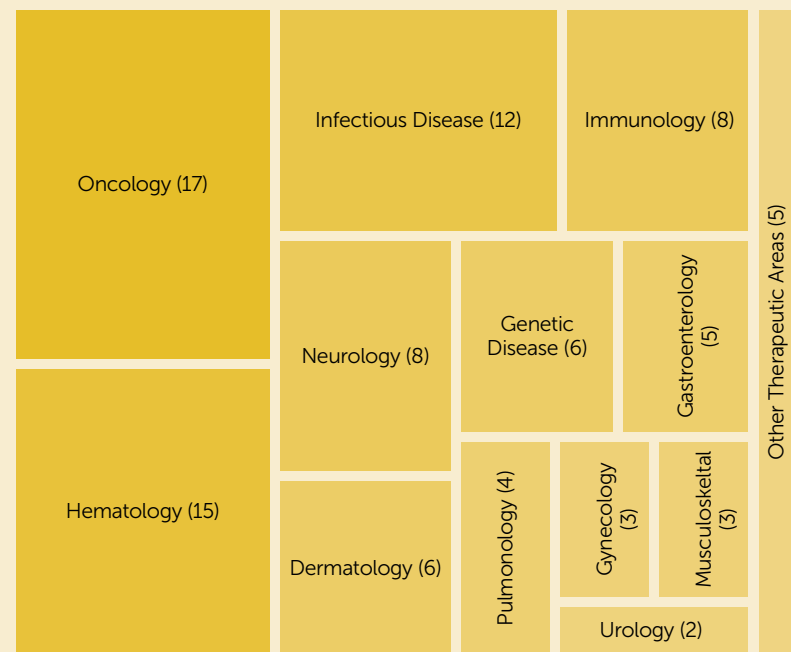 Oncology (17)
Hematology (15)
Infectious Disease (12)
Immunology (8)
Neurology (8)
Genetic
Disease (6)
Gastroenterology
(5)
Dermatology (6)
Pulmonology (4)
Gynecology
(3)
Musculoskeltal
(3)
Urology (2)
Other Therapeutic Areas (5)